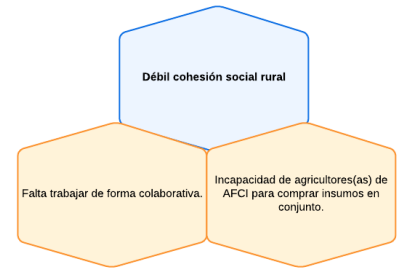 Débil cohesión social rural
Falta trabajar de forma colaborativa.
Incapacidad de agricultores(as) de
AFCI para comprar insumos en
conjunto.